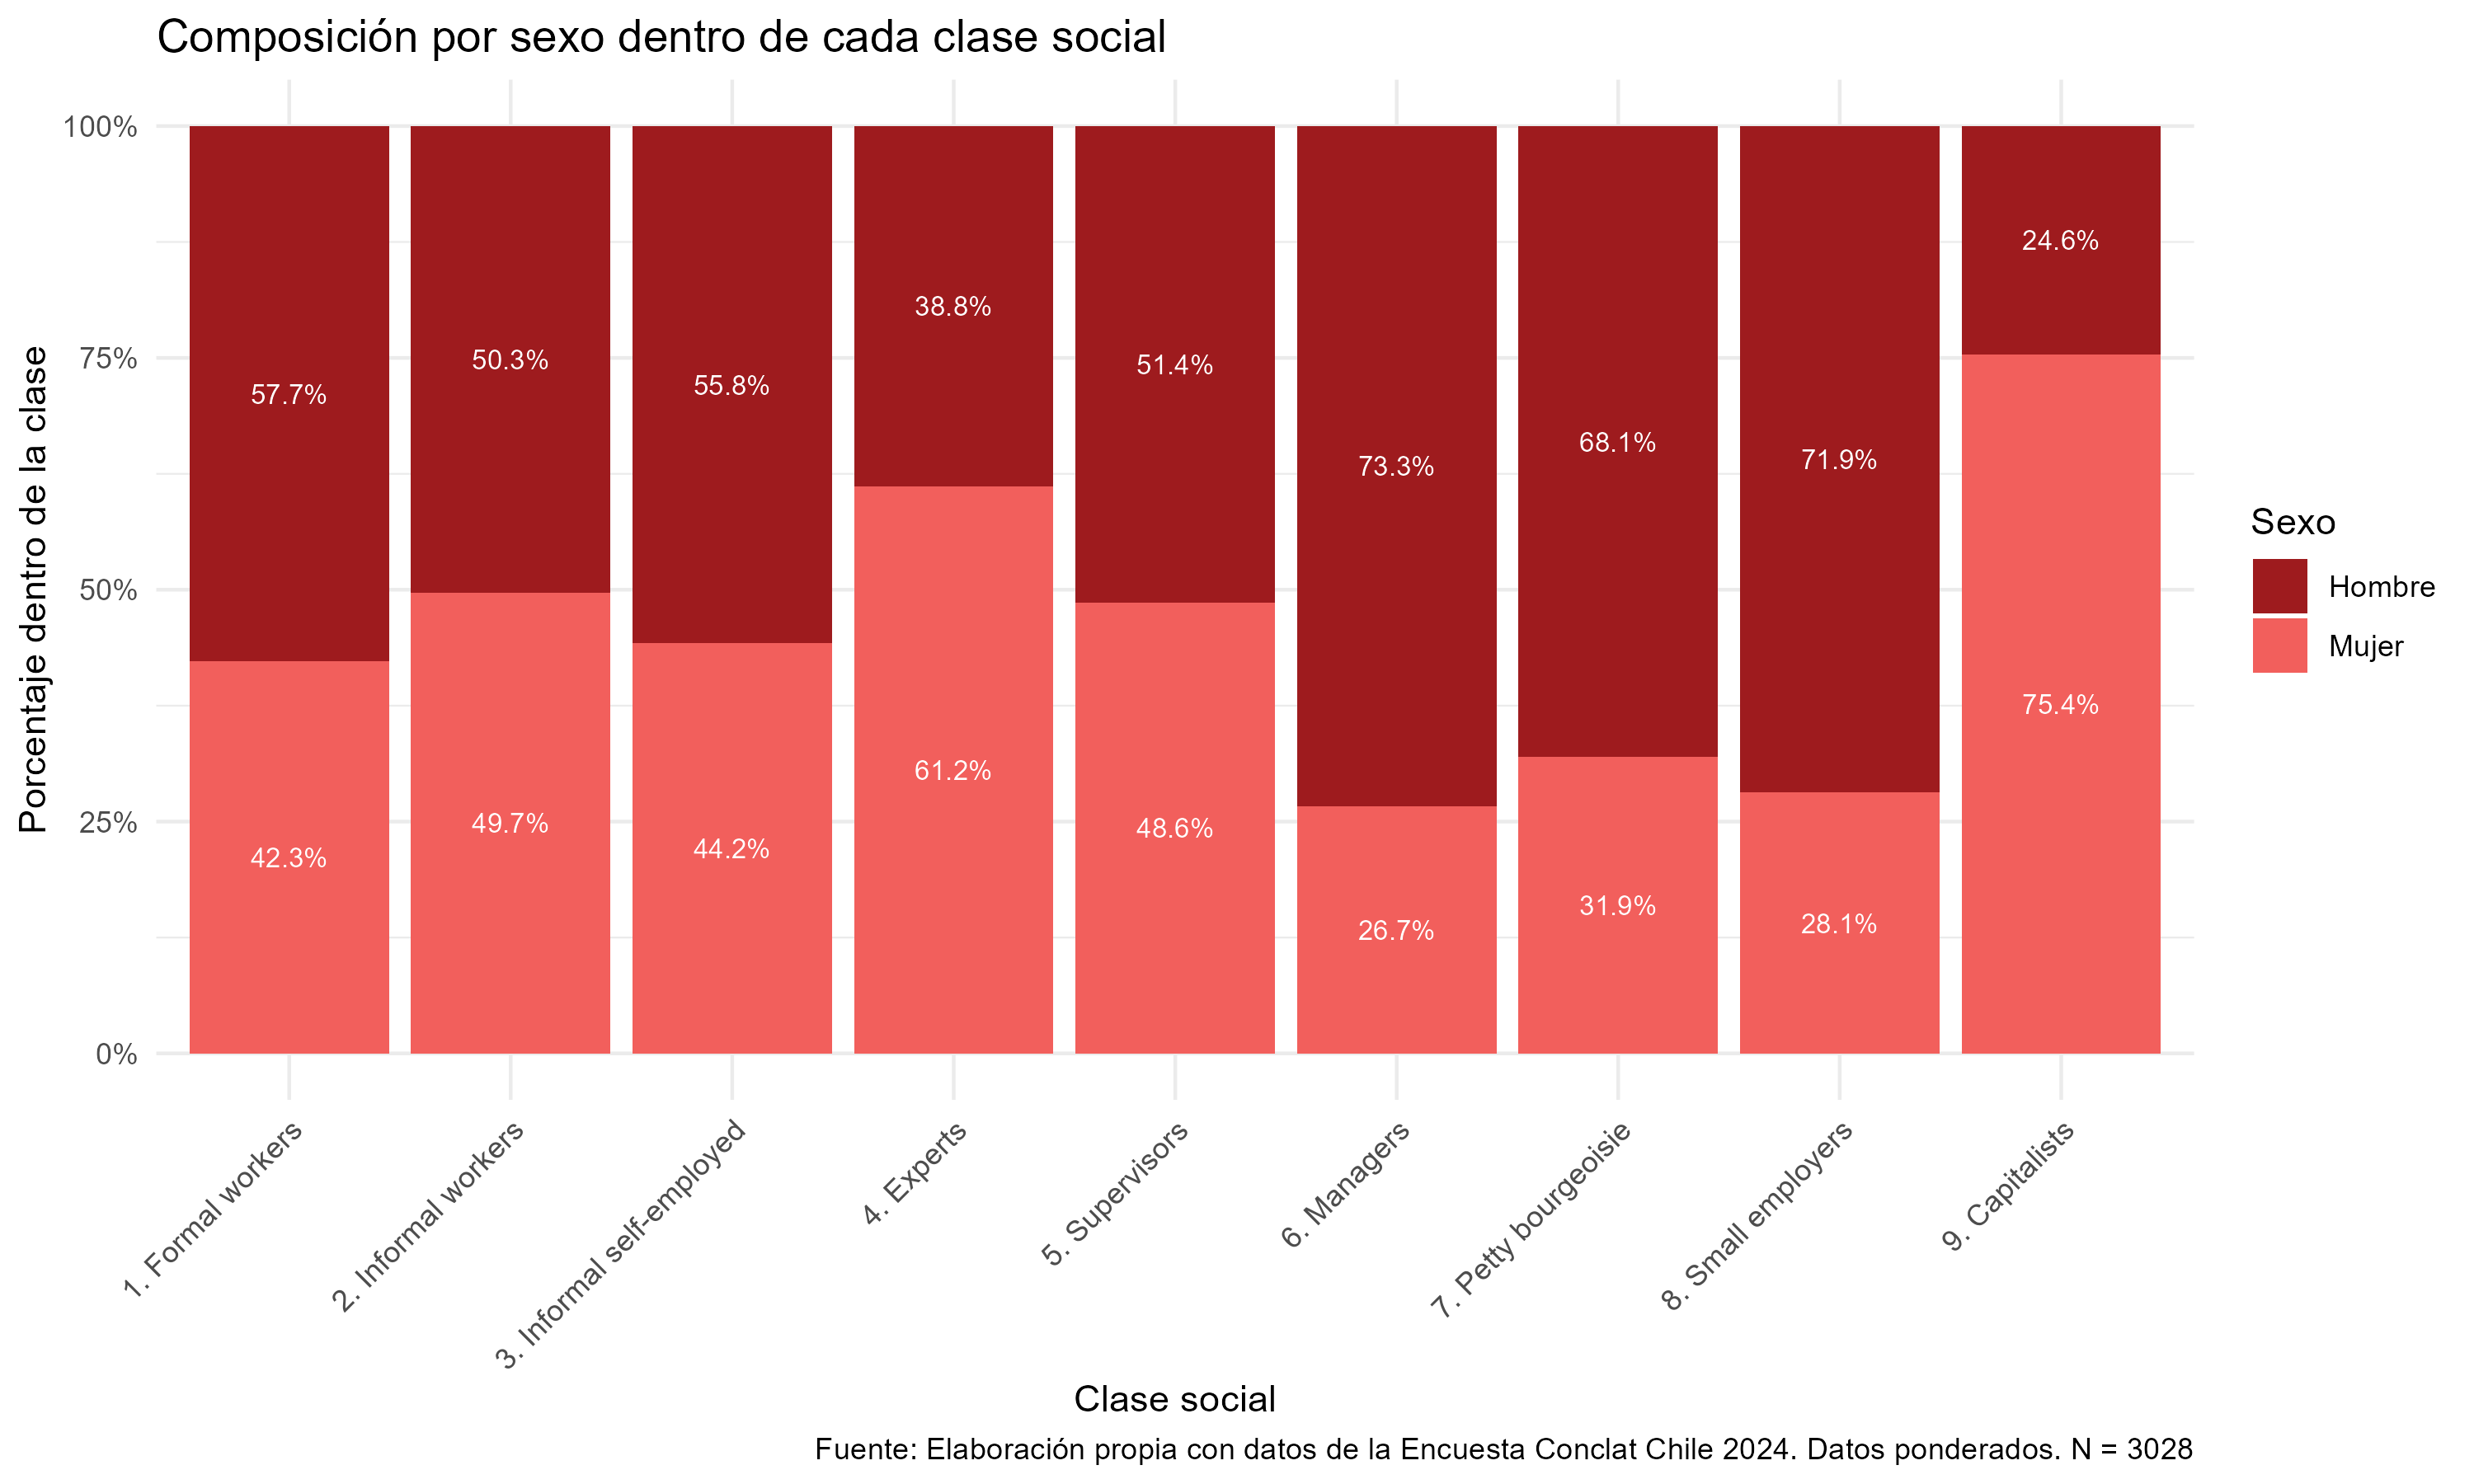 Composición por sexo dentro de cada clase social
Porcentaje dentro de la clase
100%
75%
50%
25%
0%
57.7%
42.3%
50.3%
49.7%
55.8%
44.2%
38.8%
61.2%
51.4%
48.6%
73.3%
26.7%
68.1%
31.9%
71.9%
28.1%
24.6%
75.4%
Sexo
Hombre
Mujer
1. Formal workers
2. Informal workers
3. Informal self-employed
4. Experts
5. Supervisors
6. Managers
7. Petty bourgeoisie
8. Small employers
9. Capitalists
Clase social
Fuente: Elaboración propia con datos de la Encuesta Conclat Chile 2024. Datos ponderados. N = 3028